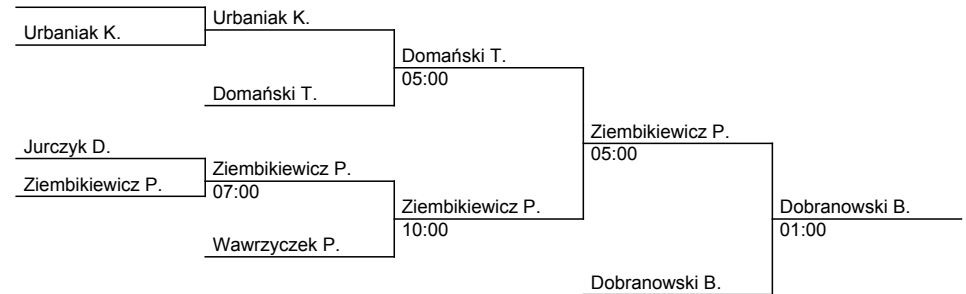 Urbaniak K.
Urbaniak K.
Domański T.
05:00
Domański T.
Ziembikiewicz P.
05:00
Jurczyk D.
Ziembikiewicz P.
07:00
Ziembikiewicz P.
Ziembikiewicz P.
10:00
Dobranowski B.
01:00
Wawrzyczek P.
Dobranowski B.